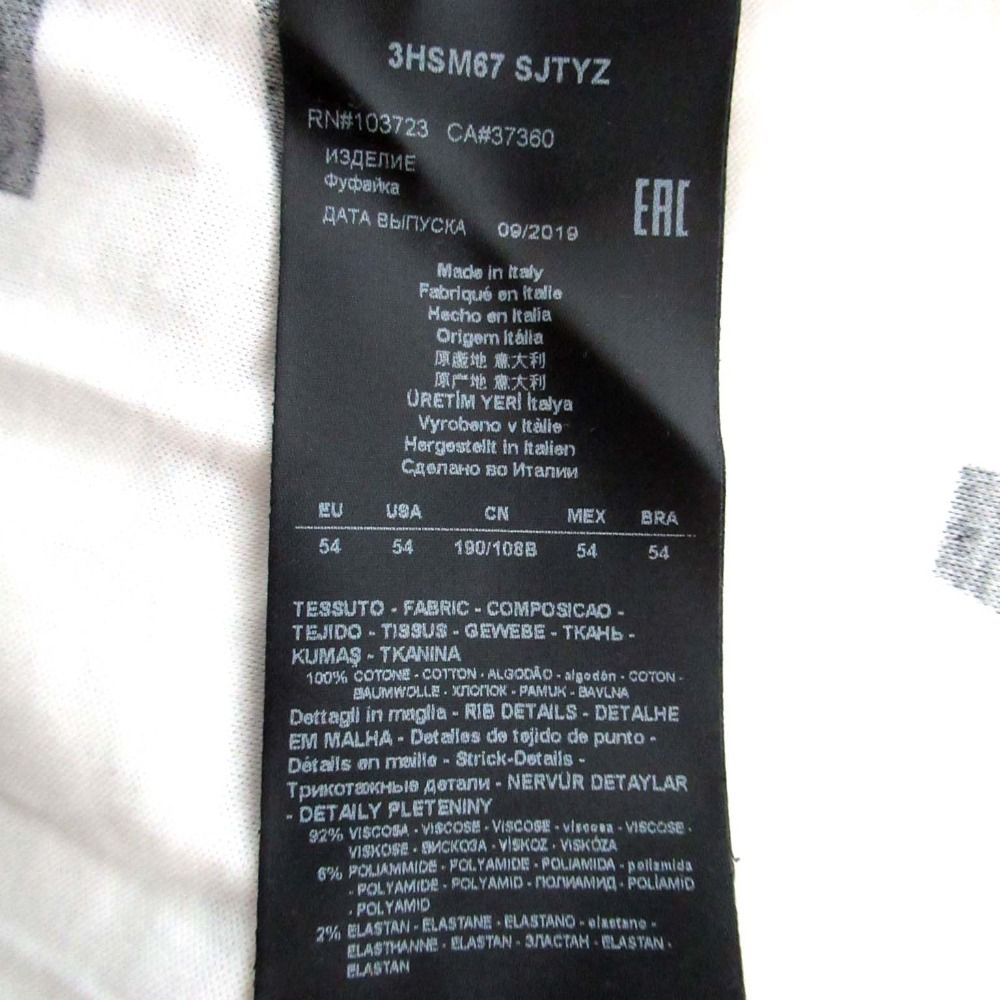 3HSM67 SJTYZ
RN#103723 CA#37360
ИЗДЕЛИЕ
Фуфайка
ДАТА ВЫПУСКА 09/2019
EAC
Made in Italy
Fabriqué en Italie
Hecho en Italia
Origem Itália
原產地 意大利
原产地 意大利
ÜRETİM YERİ İtalya
Vyrobeno v Itálie
Hergestellt in Italien
Сделано во Италии
EU USA CN MEX BRA
54 54 190/108B 54 54
TESSUTO - FABRIC - COMPOSICAO -
TEJIDO - TISSUS - GEWEBE - ТКАНЬ -
KUMAŞ - TKANINA
100% COTONE - COTTON - ALGODÃO - algodón - COTON -
BAUMWOLLE - ХЛОПОК - PAMUK - BAVLNA
Dettagli in maglia - RIB DETAILS - DETALHE
EM MALHA - Detalles de tejido de punto -
Détails en maille - Strick-Details -
Трикотажные детали - NERVÜR DETAYLAR
- DETAILY PLETENINY
92% VISCOSA - VISCOSE - VISCOSE - viscosa - VISCOSE -
VISKOSE - ВИСКОЗА - VİSKOZ - VISKÓZA
6% POLIAMMIDE - POLYAMIDE - POLIAMIDA - poliamida
- POLYAMIDE - POLYAMID - ПОЛИАМИД - POLİAMİD
- POLYAMID
2% ELASTAN - ELASTANE - ELASTANO - elastano -
ELASTHANNE - ELASTAN - ЭЛАСТАН - ELASTAN -
ELASTAN